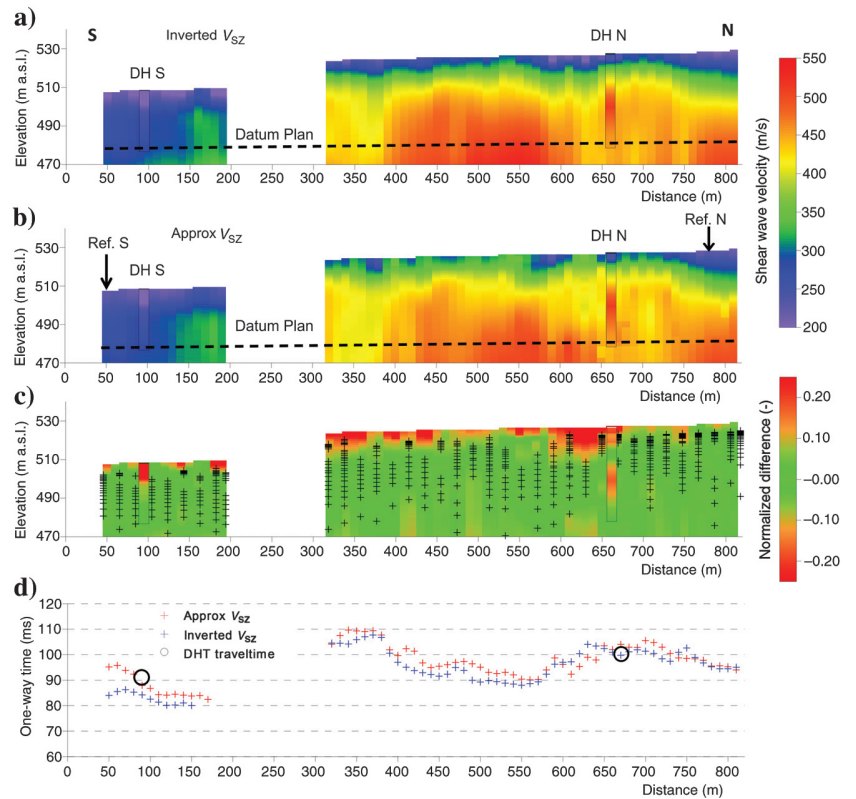 a)
S
Inverted VSZ
DH N
N
DH S
Datum Plan
Elevation (m a.s.l.)
530
510
490
470
0 50 100 150 200 250 300 350 400 450 500 550 600 650 700 750 800
Distance (m)
b)
Ref. S
Approx VSZ
Ref. N
DH S
DH N
Datum Plan
Elevation (m a.s.l.)
530
510
490
470
0 50 100 150 200 250 300 350 400 450 500 550 600 650 700 750 800
Distance (m)
550
500
450
400
350
300
250
200
Shear wave velocity (m/s)
c)
Elevation (m a.s.l.)
530
510
490
470
0 50 100 150 200 250 300 350 400 450 500 550 600 650 700 750 800
Distance (m)
0.20
0.10
-0.00
-0.10
-0.20
Normalized difference (-)
d)
One-way time (ms)
120
110
100
90
80
70
60
Approx VSZ
Inverted VSZ
DHT traveltime
0 50 100 150 200 250 300 350 400 450 500 550 600 650 700 750 800
Distance (m)